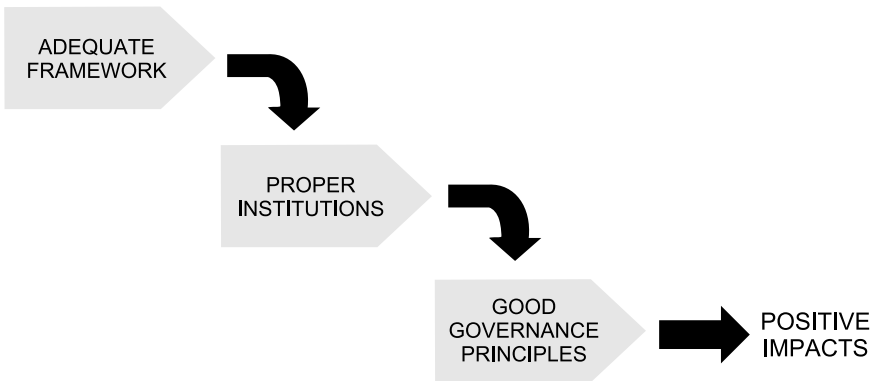 ADEQUATE
FRAMEWORK
PROPER
INSTITUTIONS
GOOD
GOVERNANCE
PRINCIPLES
POSITIVE
IMPACTS